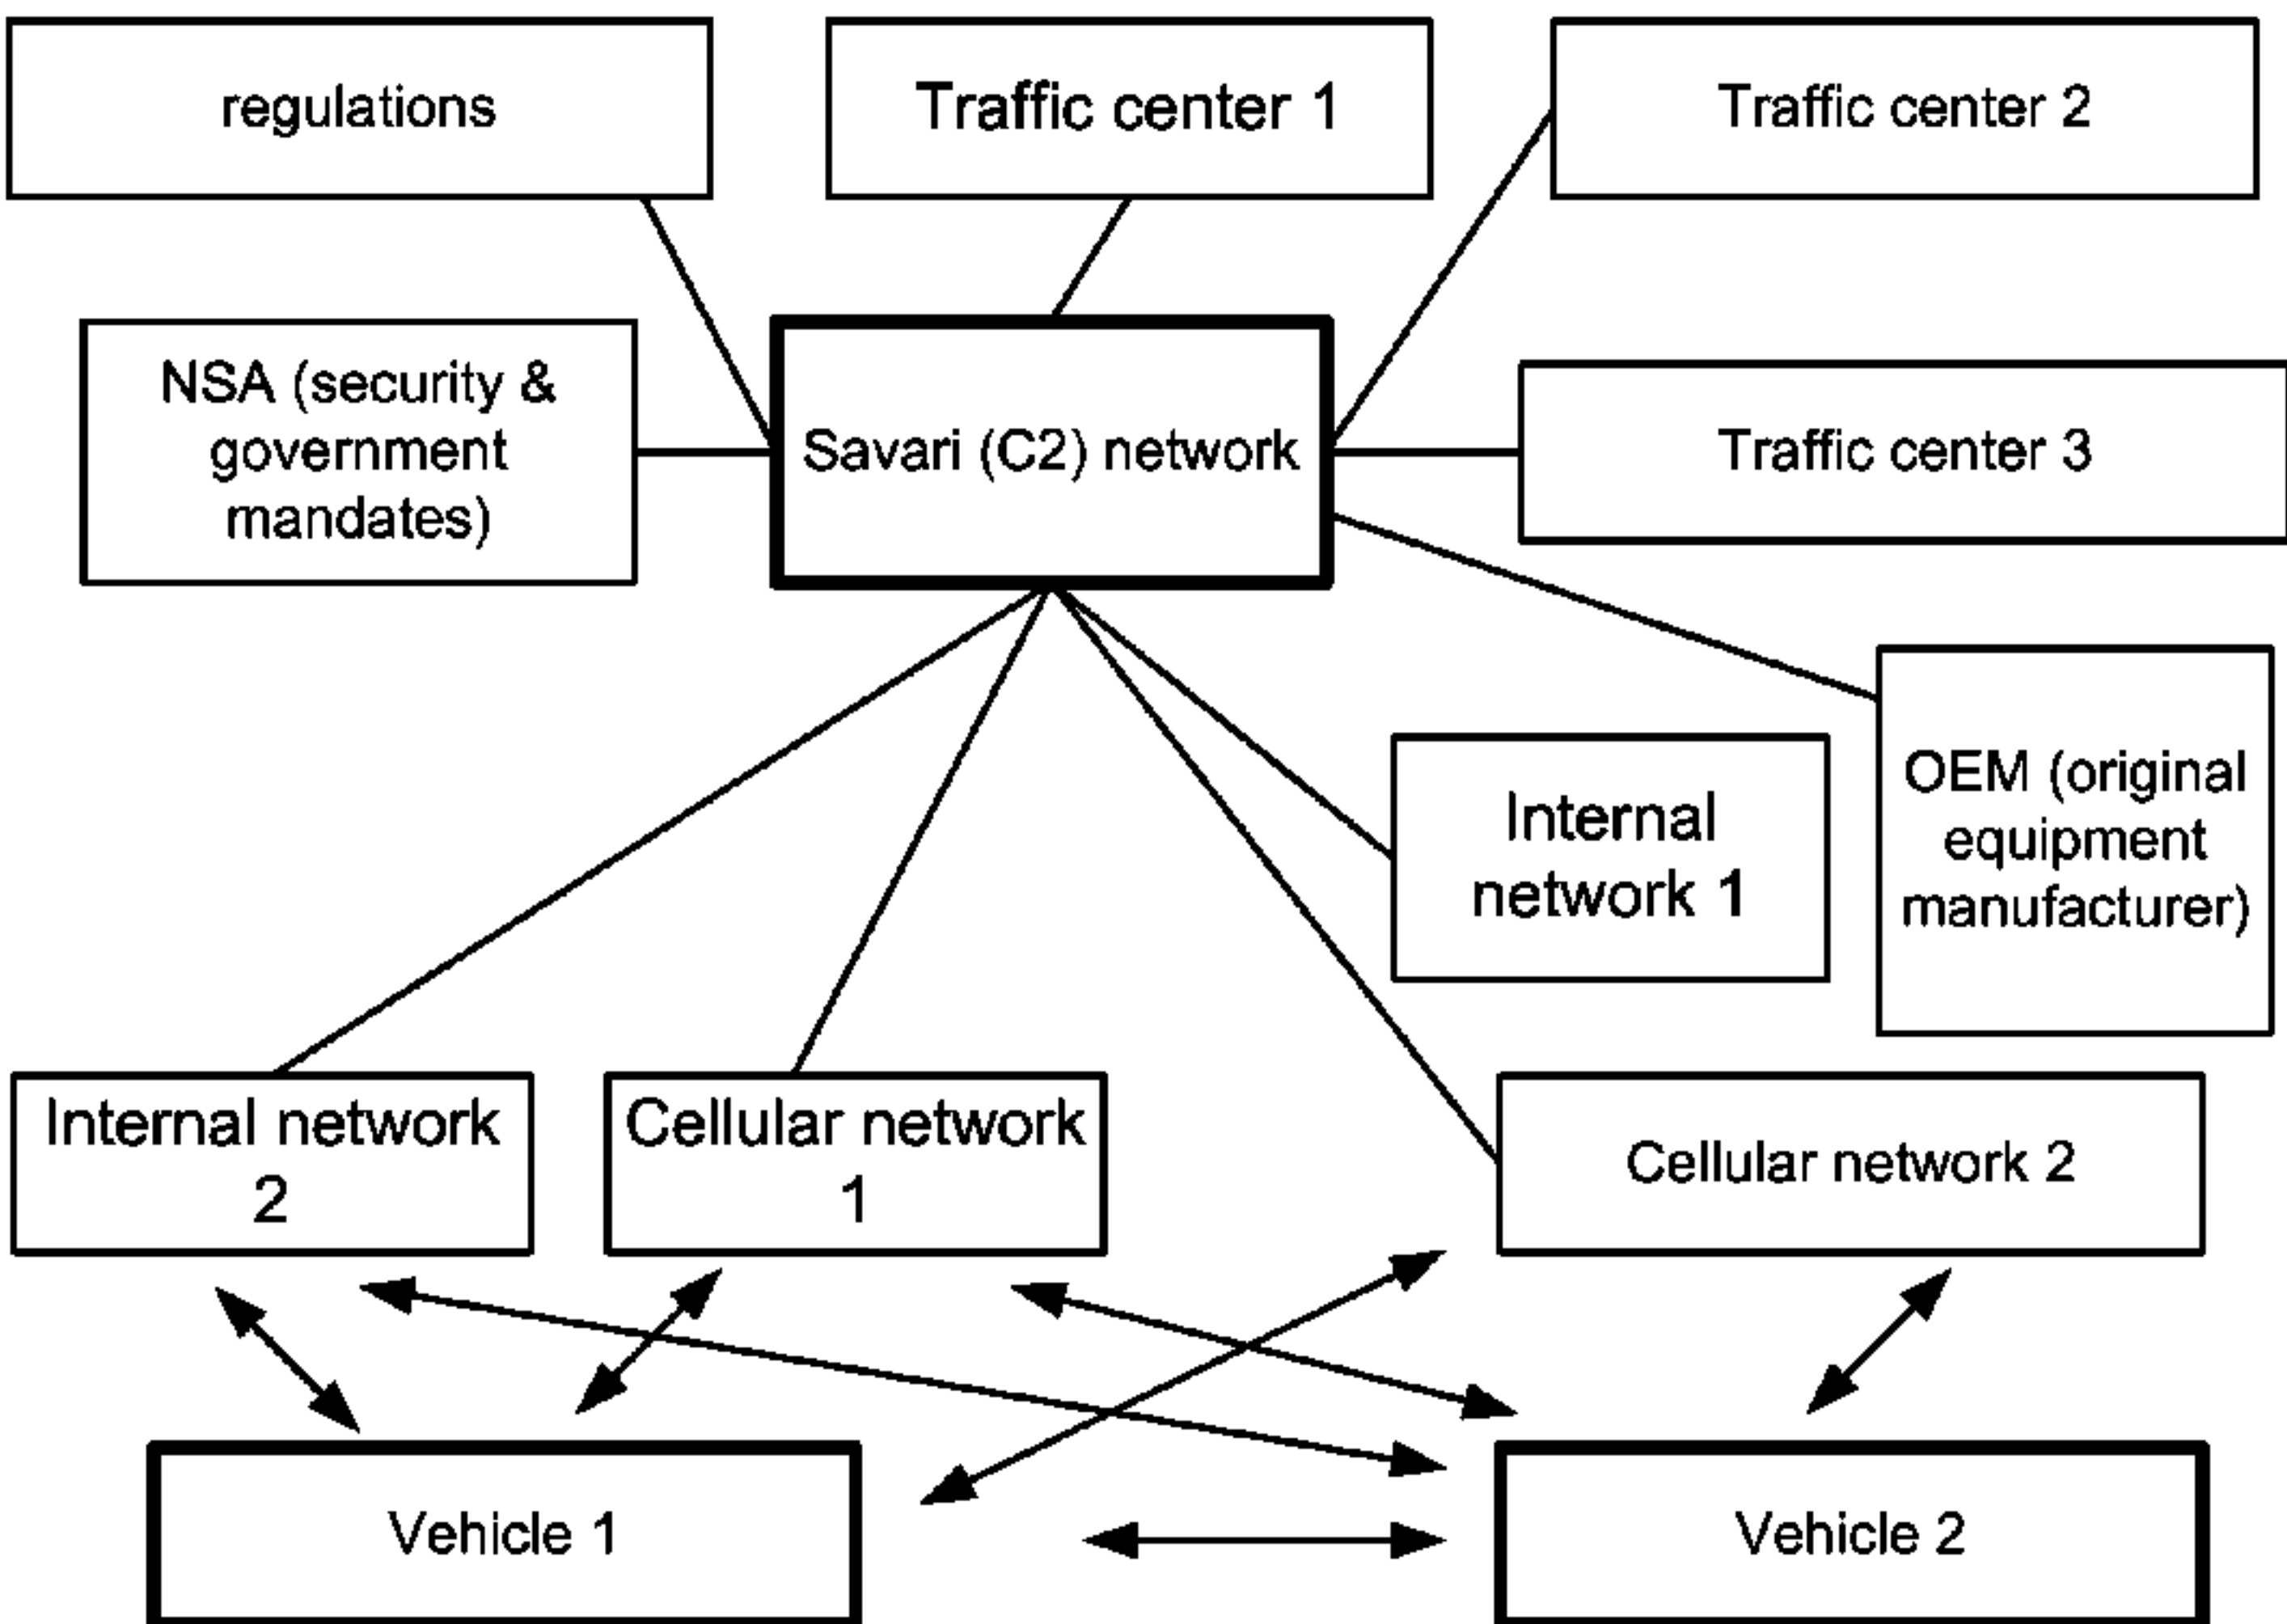 regulations
Traffic center 1
Traffic center 2
NSA (security &
government
mandates)
Savari (C2) network
Traffic center 3
Internal
network 1
OEM (original
equipment
manufacturer)
Internal network
2
Cellular network
1
Cellular network 2
Vehicle 1
Vehicle 2